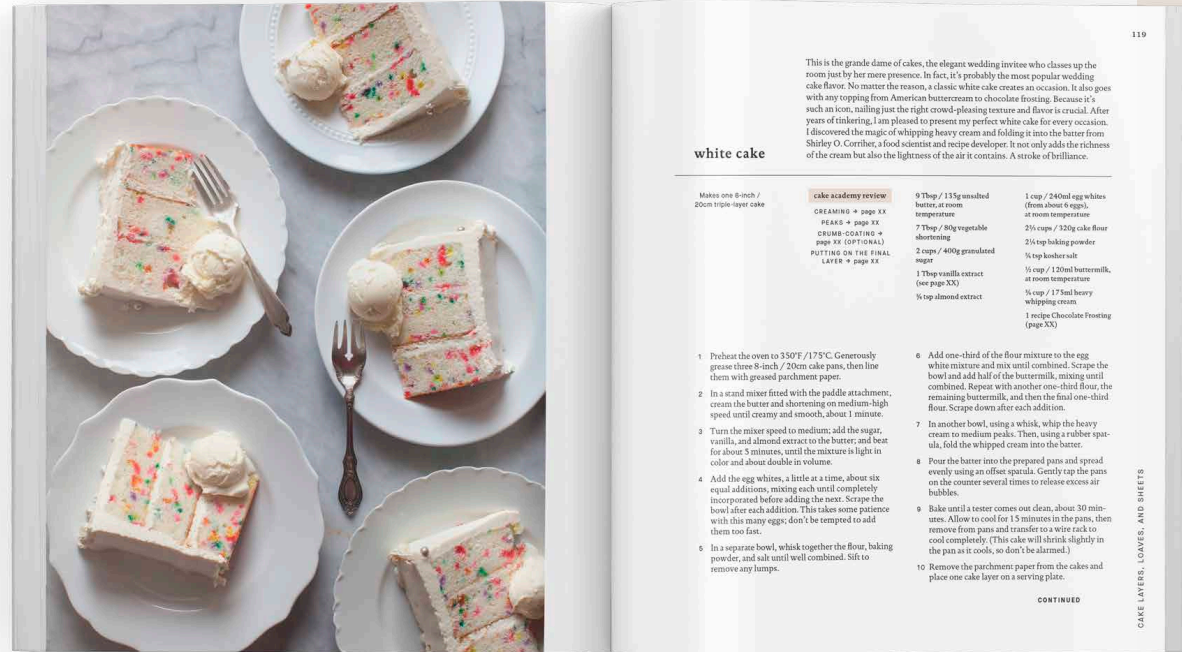 119
This is the grande dame of cakes, the elegant wedding invitee who classes up the
room just by her mere presence. In fact, it's probably the most popular wedding
cake flavor. No matter the reason, a classic white cake creates an occasion. It also goes
with any topping from American buttercream to chocolate frosting. Because it's
such an icon, nailing just the right crowd-pleasing texture and flavor is crucial. After
years of tinkering, I am pleased to present my perfect white cake for every occasion.
I discovered the magic of whipping heavy cream and folding it into the batter from
Shirley O. Corriher, a food scientist and recipe developer. It not only adds the richness
of the cream but also the lightness of the air it contains. A stroke of brilliance.
white cake
Makes one 8-inch /
20cm triple-layer cake
cake academy review
CREAMING → page XX
PEAKS → page XX
CRUMB-COATING →
page XX (OPTIONAL)
PUTTING ON THE FINAL
LAYER → page XX
9 Tbsp / 135g unsalted
butter, at room
temperature
7 Tbsp / 80g vegetable
shortening
2 cups / 400g granulated
sugar
1 Tbsp vanilla extract
(see page XX)
¾ tsp almond extract
1 cup / 240ml egg whites
(from about 6 eggs),
at room temperature
2⅔ cups / 320g cake flour
2¼ tsp baking powder
¾ tsp kosher salt
½ cup / 120ml buttermilk,
at room temperature
¾ cup / 175ml heavy
whipping cream
1 recipe Chocolate Frosting
(page XX)
1 Preheat the oven to 350°F / 175°C. Generously
grease three 8-inch / 20cm cake pans, then line
them with greased parchment paper.
2 In a stand mixer fitted with the paddle attachment,
cream the butter and shortening on medium-high
speed until creamy and smooth, about 1 minute.
3 Turn the mixer speed to medium; add the sugar,
vanilla, and almond extract to the butter; and beat
for about 5 minutes, until the mixture is light in
color and about double in volume.
4 Add the egg whites, a little at a time, about six
equal additions, mixing each until completely
incorporated before adding the next. Scrape the
bowl after each addition. This takes some patience
with this many eggs; don't be tempted to add
them too fast.
5 In a separate bowl, whisk together the flour, baking
powder, and salt until well combined. Sift to
remove any lumps.
6 Add one-third of the flour mixture to the egg
white mixture and mix until combined. Scrape the
bowl and add half of the buttermilk, mixing until
combined. Repeat with another one-third flour, the
remaining buttermilk, and then the final one-third
flour. Scrape down after each addition.
7 In another bowl, using a whisk, whip the heavy
cream to medium peaks. Then, using a rubber spat-
ula, fold the whipped cream into the batter.
8 Pour the batter into the prepared pans and spread
evenly using an offset spatula. Gently tap the pans
on the counter several times to release excess air
bubbles.
9 Bake until a tester comes out clean, about 30 min-
utes. Allow to cool for 15 minutes in the pans, then
remove from pans and transfer to a wire rack to
cool completely. (This cake will shrink slightly in
the pan as it cools, so don't be alarmed.)
10 Remove the parchment paper from the cakes and
place one cake layer on a serving plate.
CONTINUED
CAKE LAYERS, LOAVES, AND SHEETS